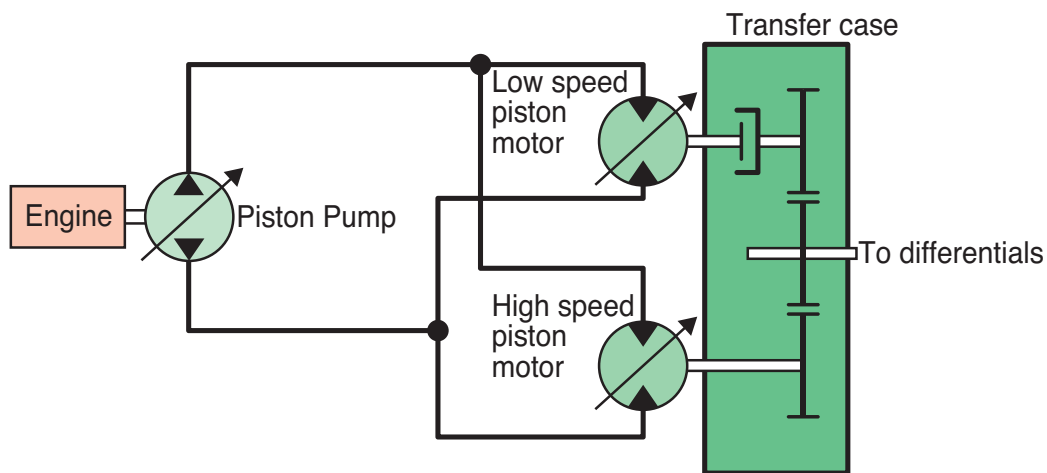 Transfer case
Low speed
piston
motor
Engine
Piston Pump
To differentials
High speed
piston
motor